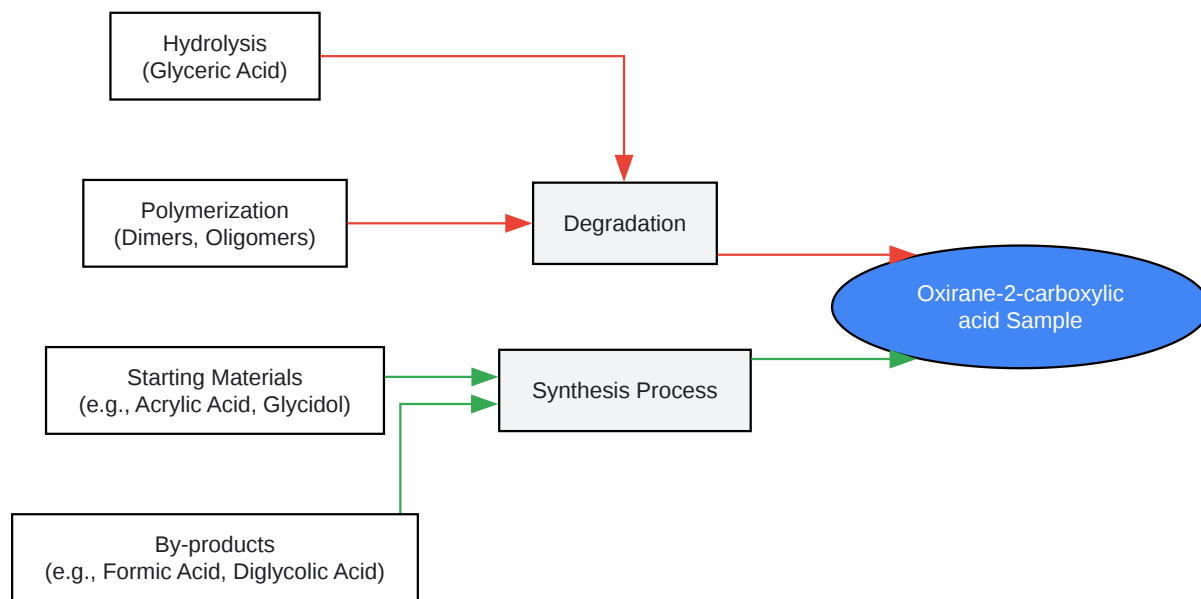 Hydrolysis
(Glyceric Acid)
Polymerization
(Dimers, Oligomers)
Degradation
Oxirane-2-carboxylic
acid Sample
Starting Materials
(e.g., Acrylic Acid, Glycidol)
Synthesis Process
By-products
(e.g., Formic Acid, Diglycolic Acid)